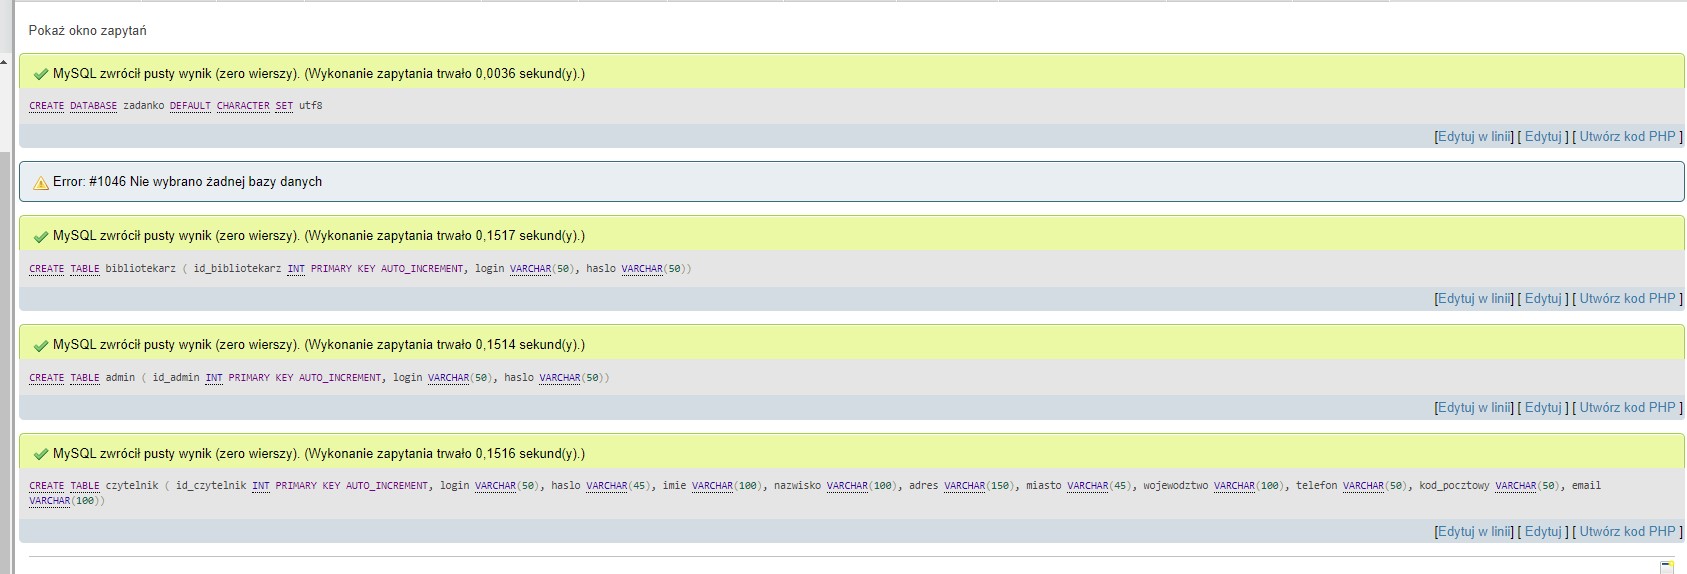 Pokaż okno zapytań
MySQL zwrócił pusty wynik (zero wierszy). (Wykonanie zapytania trwało 0,0036 sekund(y).)
CREATE DATABASE zadanko DEFAULT CHARACTER SET utf8
[Edytuj w linii] [ Edytuj ] [ Utwórz kod PHP ]
Error: #1046 Nie wybrano żadnej bazy danych
MySQL zwrócił pusty wynik (zero wierszy). (Wykonanie zapytania trwało 0,1517 sekund(y).)
CREATE TABLE bibliotekarz ( id_bibliotekarz INT PRIMARY KEY AUTO_INCREMENT, login VARCHAR(50), haslo VARCHAR(50))
[Edytuj w linii] [ Edytuj ] [ Utwórz kod PHP ]
MySQL zwrócił pusty wynik (zero wierszy). (Wykonanie zapytania trwało 0,1514 sekund(y).)
CREATE TABLE admin ( id_admin INT PRIMARY KEY AUTO_INCREMENT, login VARCHAR(50), haslo VARCHAR(50))
[Edytuj w linii] [ Edytuj ] [ Utwórz kod PHP ]
MySQL zwrócił pusty wynik (zero wierszy). (Wykonanie zapytania trwało 0,1516 sekund(y).)
CREATE TABLE czytelnik ( id_czytelnik INT PRIMARY KEY AUTO_INCREMENT, login VARCHAR(50), haslo VARCHAR(45), imie VARCHAR(100), nazwisko VARCHAR(100), adres VARCHAR(150), miasto VARCHAR(45), wojewodztwo VARCHAR(100), telefon VARCHAR(50), kod_pocztowy VARCHAR(50), email
VARCHAR(100))
[Edytuj w linii] [ Edytuj ] [ Utwórz kod PHP ]